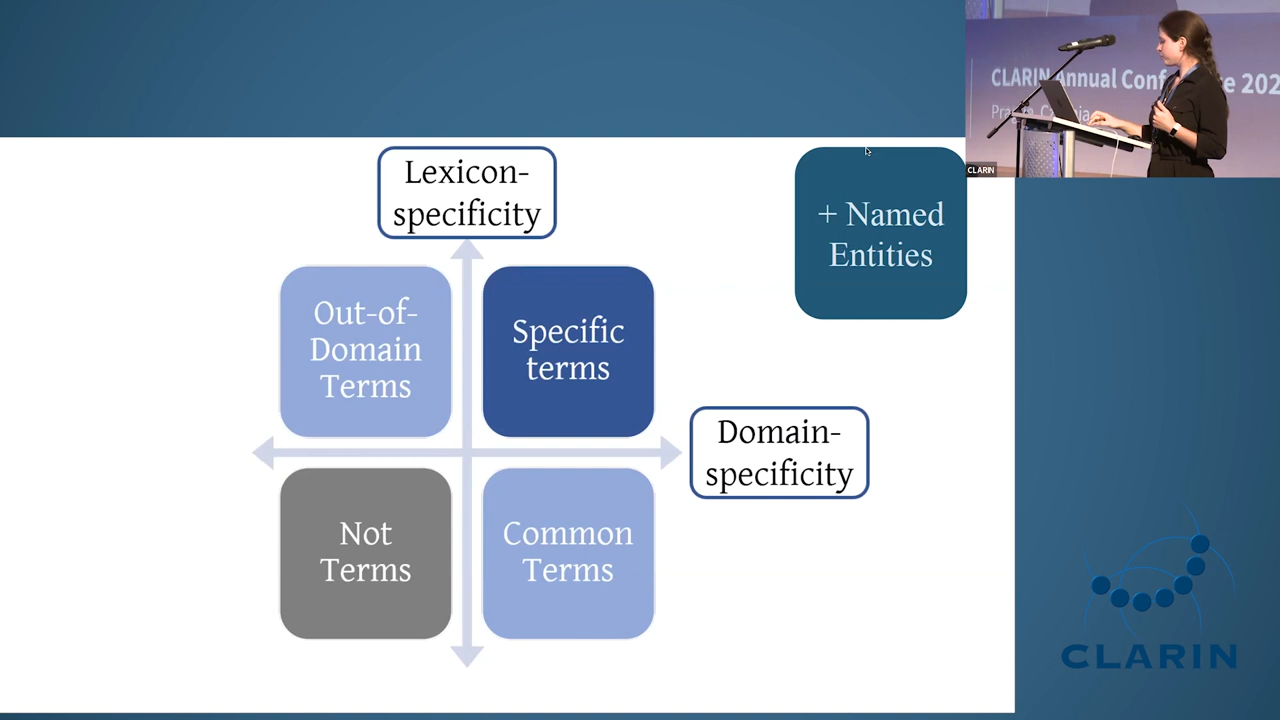 Lexicon-
specificity
+ Named
Entities
Out-of-
Domain
Terms
Specific
terms
Domain-
specificity
Not
Terms
Common
Terms
CLARIN Annual
e 202
CLARIN
CLARIN